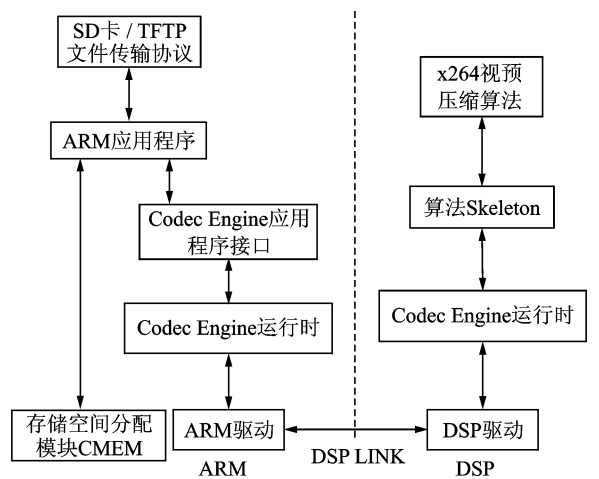 SD卡 / TFTP
文件传输协议
ARM应用程序
Codec Engine应用
程序接口
Codec Engine运行时
存储空间分配
模块CMEM
ARM驱动
ARM
DSP LINK
x264视预
压缩算法
算法Skeleton
Codec Engine运行时
DSP驱动
DSP